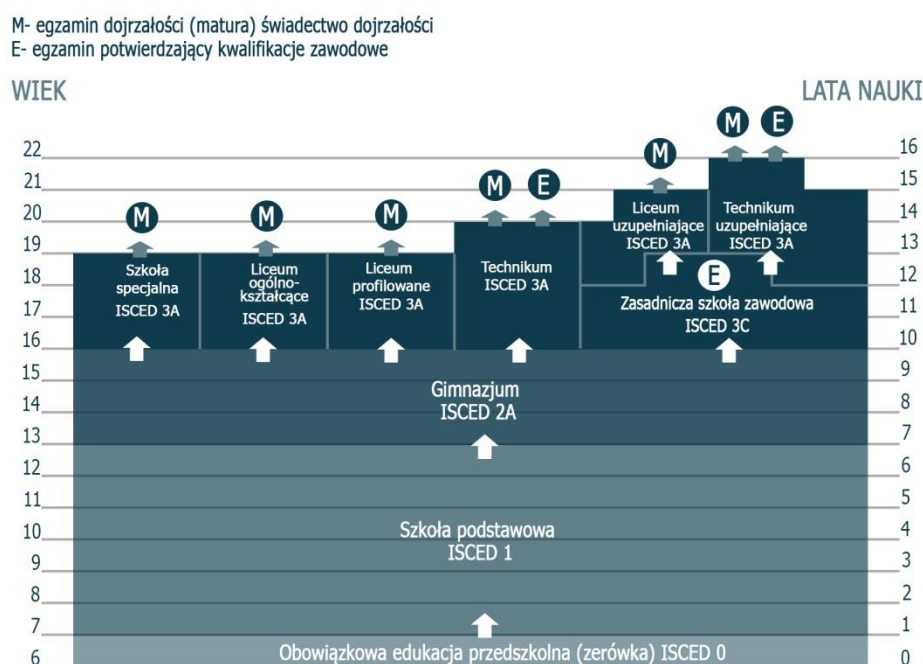 M- egzamin dojrzałości (matura) świadectwo dojrzałości
E- egzamin potwierdzający kwalifikacje zawodowe
WIEK
LATA NAUKI
M
E
M
M
E
M
M
M
22
16
21
15
20
14
19
13
18
12
17
11
16
10
15
9
14
8
13
7
12
6
11
5
10
4
9
3
8
2
7
1
6
0
Szkoła
specjalna
ISCED 3A
Liceum
ogólno-
kształcące
ISCED 3A
Liceum
profilowane
ISCED 3A
Technikum
ISCED 3A
Liceum
uzupełniające
ISCED 3A
Technikum
uzupełniające
ISCED 3A
E
Zasadnicza szkoła zawodowa
ISCED 3C
Gimnazjum
ISCED 2A
Szkoła podstawowa
ISCED 1
Obowiązkowa edukacja przedszkolna (zerówka) ISCED 0